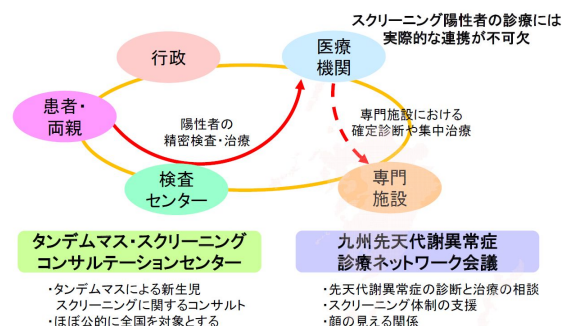 スクリーニング陽性者の診療には
実際的な連携が不可欠
行政
医療
機関
患者・
両親
陽性者の
精密検査・治療
専門施設における
確定診断や集中治療
検査
センター
専門
施設
タンデムマス・スクリーニング
コンサルテーションセンター
九州先天代謝異常症
診療ネットワーク会議
・タンデムマスによる新生児
スクリーニングに関するコンサルト
・ほぼ公的に全国を対象とする
・先天代謝異常症の診断と治療の相談
・スクリーニング体制の支援
・顔の見える関係